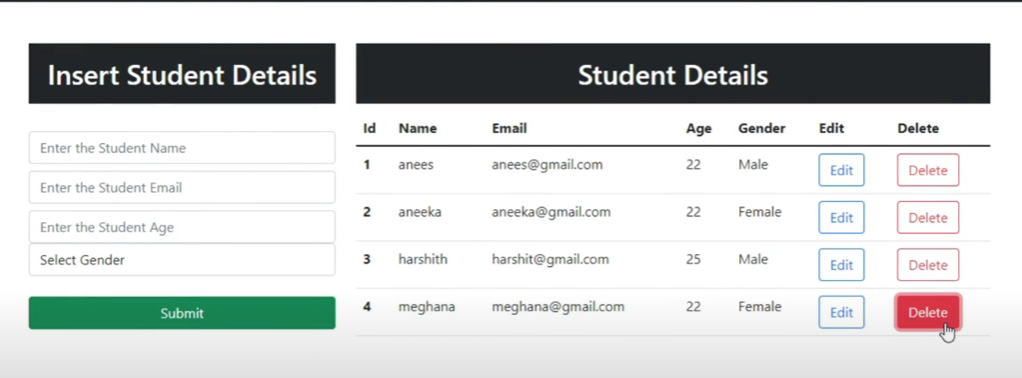 Insert Student Details
Enter the Student Name
Enter the Student Email
Enter the Student Age
Select Gender
Submit
Student Details
Id Name Email Age Gender Edit Delete
1 anees anees@gmail.com 22 Male Edit Delete
2 aneeka aneeka@gmail.com 22 Female Edit Delete
3 harshith harshit@gmail.com 25 Male Edit Delete
4 meghana meghana@gmail.com 22 Female Edit Delete